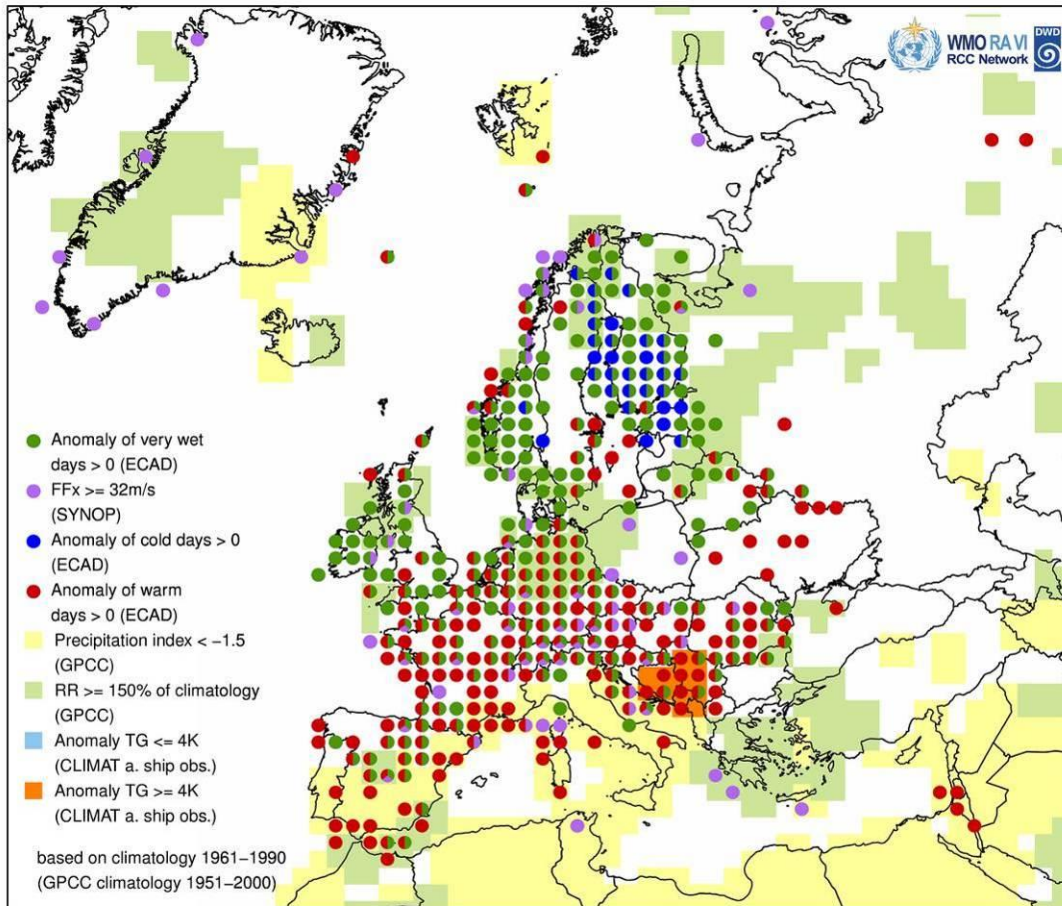 WMO RA VI
RCC Network
DWD
Anomaly of very wet
days > 0 (ECAD)
FFx >= 32m/s
(SYNOP)
Anomaly of cold days > 0
(ECAD)
Anomaly of warm
days > 0 (ECAD)
Precipitation index < −1.5
(GPCC)
RR >= 150% of climatology
(GPCC)
Anomaly TG <= 4K
(CLIMAT a. ship obs.)
Anomaly TG >= 4K
(CLIMAT a. ship obs.)
based on climatology 1961−1990
(GPCC climatology 1951−2000)